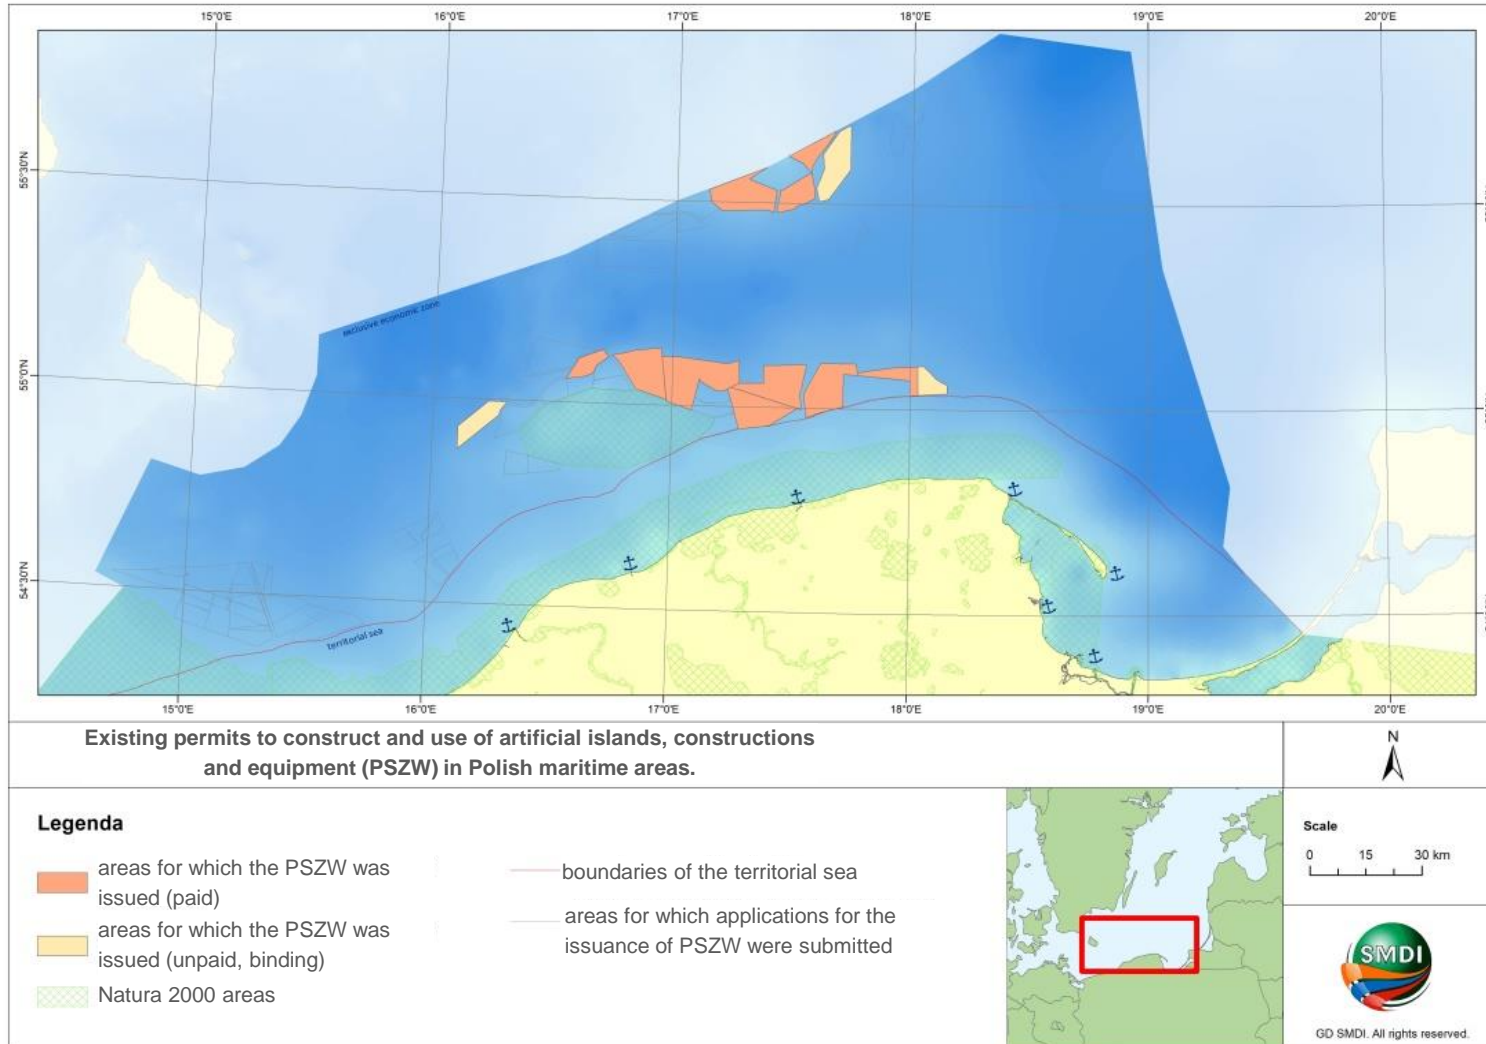 15°0'E 16°0'E 17°0'E 18°0'E 19°0'E 20°0'E
55°30'N
exclusive economic zone
55°0'N
54°30'N
territorial sea
15°0'E 16°0'E 17°0'E 18°0'E 19°0'E 20°0'E
Existing permits to construct and use of artificial islands, constructions
and equipment (PSZW) in Polish maritime areas.
N
Legenda
areas for which the PSZW was
issued (paid)
areas for which the PSZW was
issued (unpaid, binding)
Natura 2000 areas
boundaries of the territorial sea
areas for which applications for the
issuance of PSZW were submitted
Scale
0 15 30 km
SMDI
GD SMDI. All rights reserved.